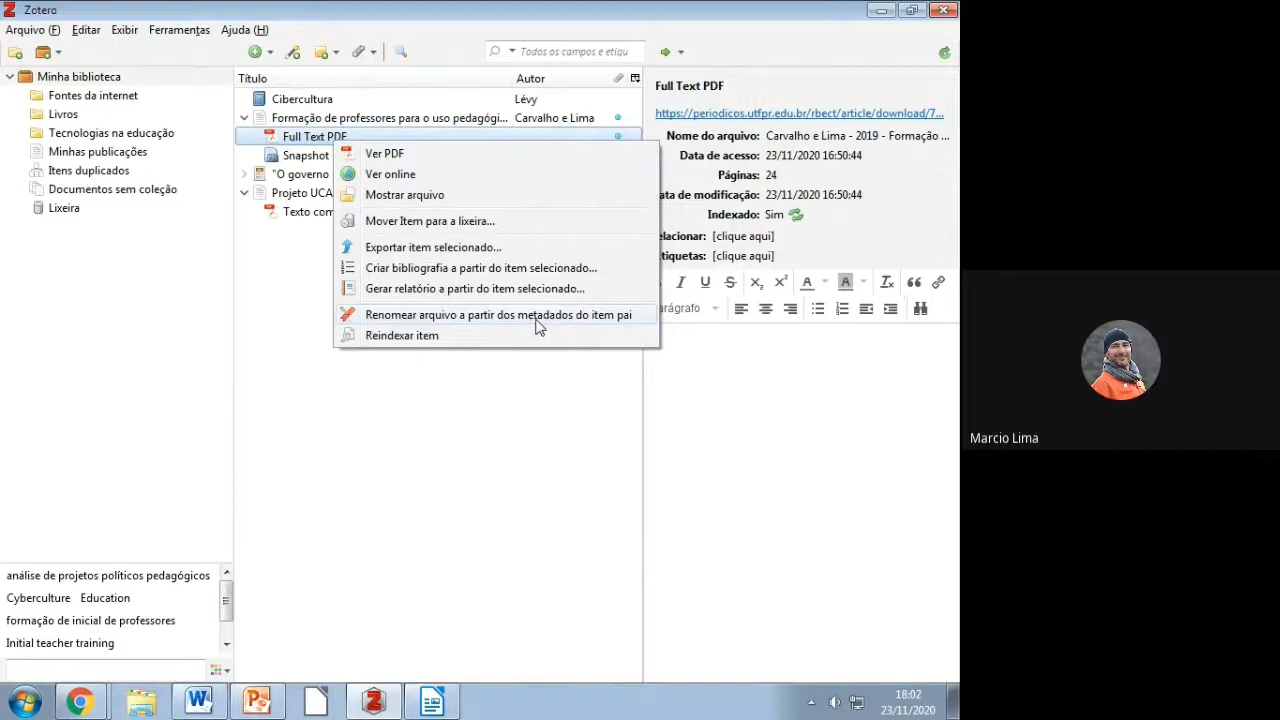 Zotero
Arquivo (F) Editar Exibir Ferramentas Ajuda (H)
Todos os campos e etiqu
Minha biblioteca
Fontes da internet
Livros
Tecnologias na educação
Minhas publicações
Itens duplicados
Documentos sem coleção
Lixeira
Título Autor
Cibercultura Lévy
Formação de professores para o uso pedagógi... Carvalho e Lima
Full Text PDF
Snapshot
"O governo
Projeto UCA
Texto com
Ver PDF
Ver online
Mostrar arquivo
Mover Item para a lixeira...
Exportar item selecionado...
Criar bibliografia a partir do item selecionado...
Gerar relatório a partir do item selecionado...
Renomear arquivo a partir dos metadados do item pai
Reindexar item
Full Text PDF
https://periodicos.utfpr.edu.br/rbect/article/download/7...
Nome do arquivo: Carvalho e Lima - 2019 - Formação ...
Data de acesso: 23/11/2020 16:50:44
Páginas: 24
ata de modificação: 23/11/2020 16:50:44
Indexado: Sim
elacionar: [clique aqui]
tiquetas: [clique aqui]
arágrafo
análise de projetos políticos pedagógicos
Cyberculture Education
formação de inicial de professores
Initial teacher training
18:02
23/11/2020
Marcio Lima